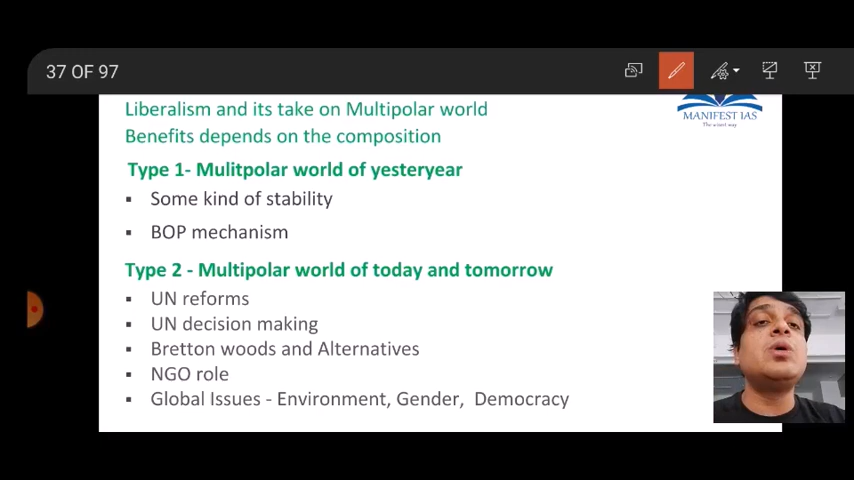 37 OF 97
Liberalism and its take on Multipolar world
Benefits depends on the composition
MANIFEST IAS
Type 1- Mulitpolar world of yesteryear
▪ Some kind of stability
▪ BOP mechanism
Type 2 - Multipolar world of today and tomorrow
▪ UN reforms
▪ UN decision making
▪ Bretton woods and Alternatives
▪ NGO role
▪ Global Issues - Environment, Gender, Democracy